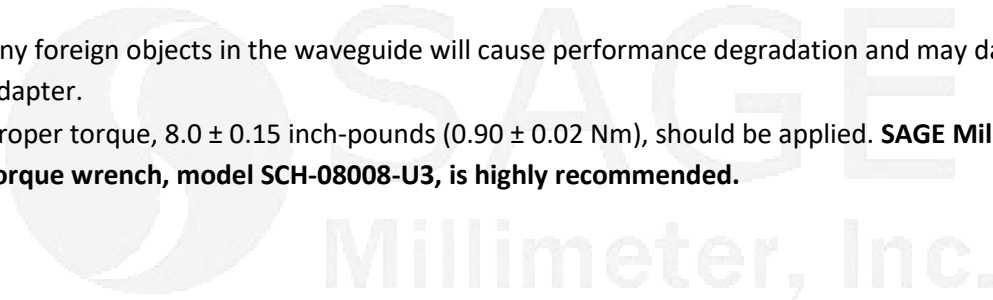 ny foreign objects in the waveguide will cause performance degradation and may da
dapter.
roper torque, 8.0 ± 0.15 inch-pounds (0.90 ± 0.02 Nm), should be applied. SAGE Mil
orque wrench, model SCH-08008-U3, is highly recommended.
SAGE
Millimeter, Inc.